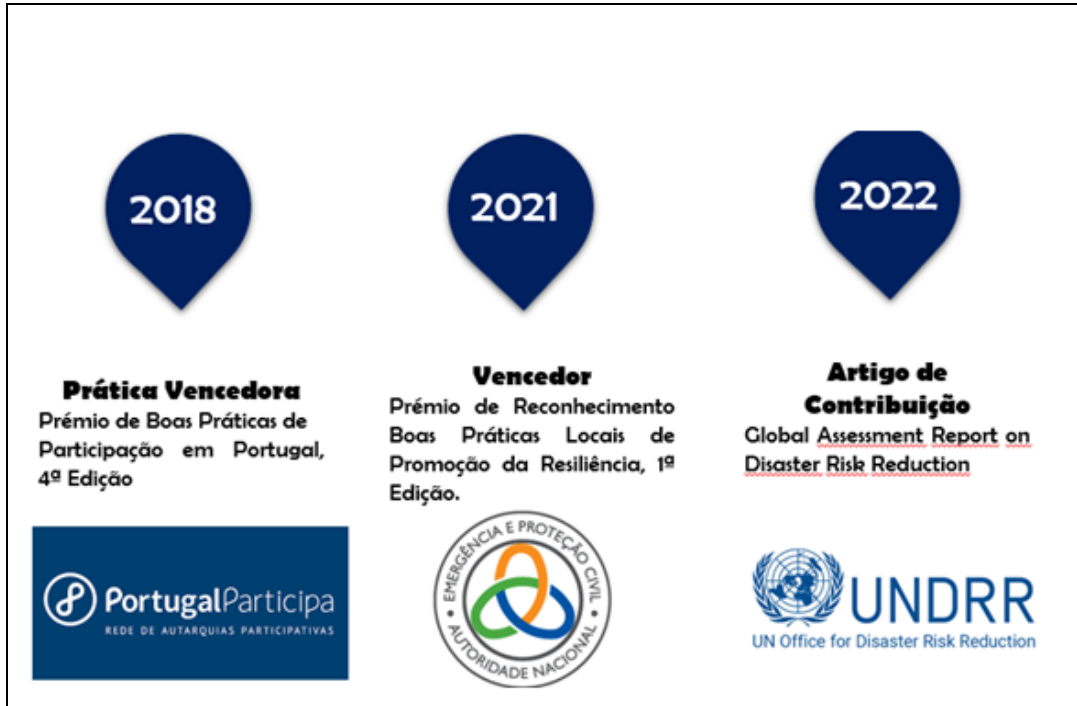 2018
Prática Vencedora
Prémio de Boas Práticas de
Participação em Portugal,
4ª Edição
PortugalParticipa
REDE DE AUTARQUIAS PARTICIPATIVAS
2021
Vencedor
Prémio de Reconhecimento
Boas Práticas Locais de
Promoção da Resiliência, 1ª
Edição.
EMERGÊNCIA E PROTEÇÃO CIVIL
AUTORIDADE NACIONAL
2022
Artigo de
Contribuição
Global Assessment Report on
Disaster Risk Reduction
UNDRR
UN Office for Disaster Risk Reduction